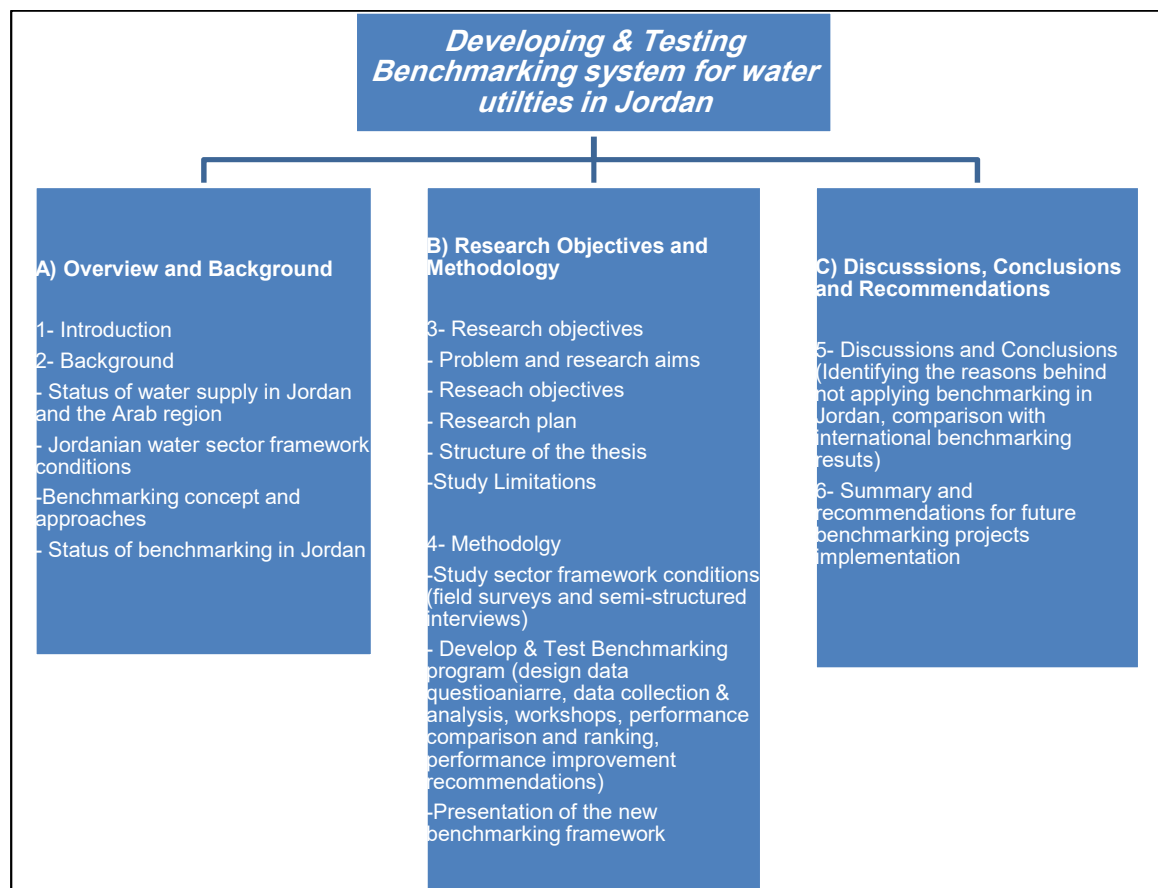 Developing & Testing
Benchmarking system for water
utilties in Jordan
A) Overview and Background
1- Introduction
2- Background
- Status of water supply in Jordan
and the Arab region
- Jordanian water sector framework
conditions
-Benchmarking concept and
approaches
- Status of benchmarking in Jordan
B) Research Objectives and
Methodology
3- Research objectives
- Problem and research aims
- Reseach objectives
- Research plan
- Structure of the thesis
-Study Limitations
4- Methodolgy
-Study sector framework conditions
(field surveys and semi-structured
interviews)
- Develop & Test Benchmarking
program (design data
questioaniarre, data collection &
analysis, workshops, performance
comparison and ranking,
performance improvement
recommendations)
-Presentation of the new
benchmarking framework
C) Discusssions, Conclusions
and Recommendations
5- Discussions and Conclusions
(Identifying the reasons behind
not applying benchmarking in
Jordan, comparison with
international benchmarking
resuts)
6- Summary and
recommendations for future
benchmarking projects
implementation